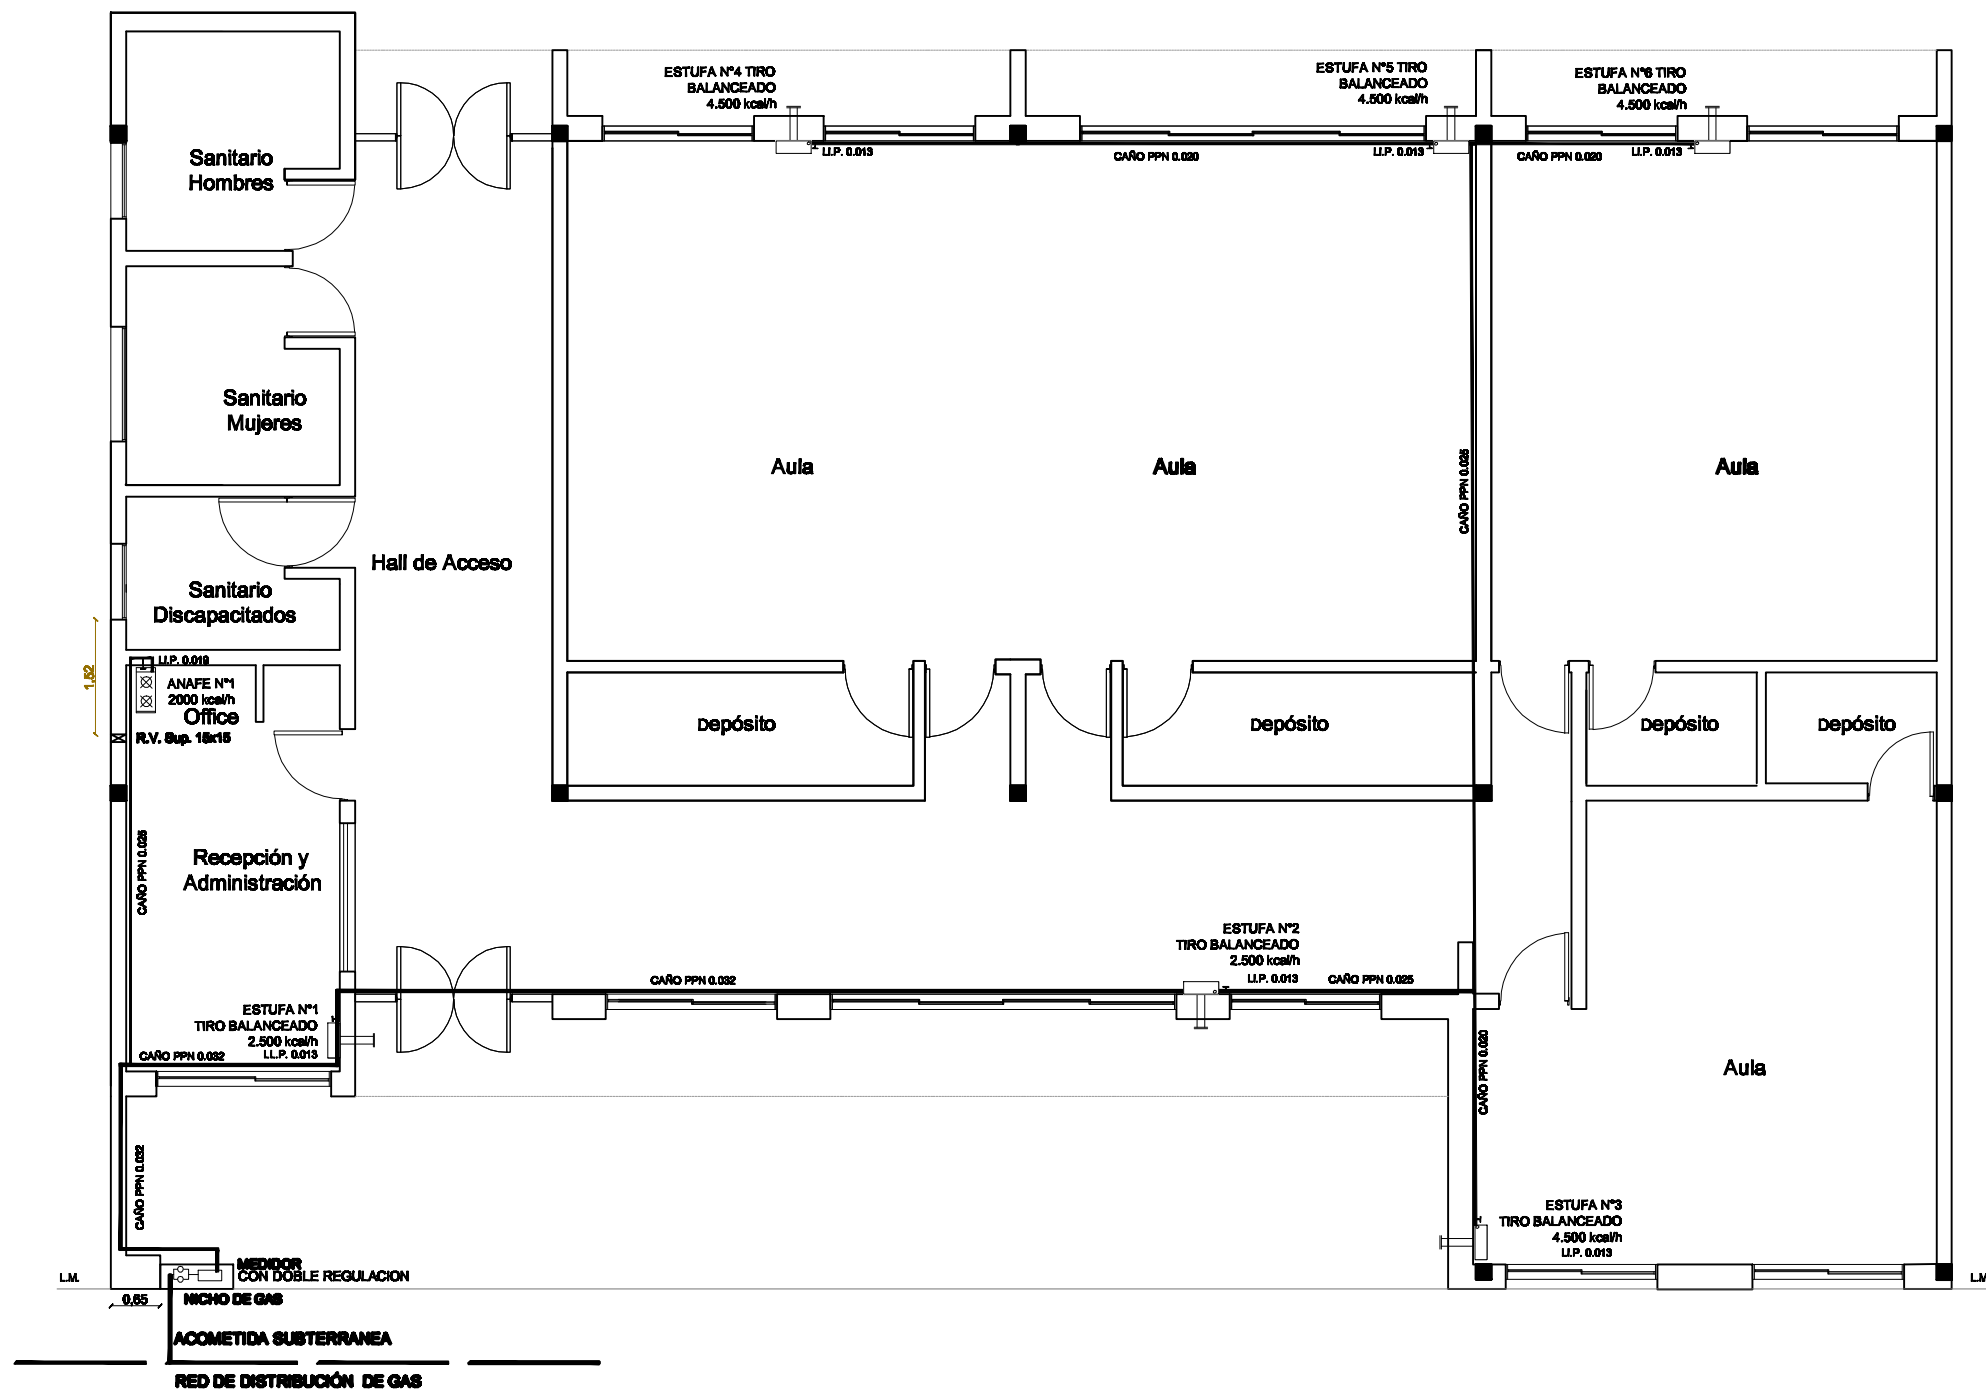 ESTUFA N°4 TIRO
BALANCEADO
4.500 kcal/h
ESTUFA N°5 TIRO
BALANCEADO
4.500 kcal/h
ESTUFA N°6 TIRO
BALANCEADO
4.500 kcal/h
Ll.P. 0.013
CAÑO PPN 0.020
Ll.P. 0.013
CAÑO PPN 0.020
Ll.P. 0.013
Sanitario
Hombres
Sanitario
Mujeres
Aula
Aula
Aula
CAÑO PPN 0.025
Hall de Acceso
Sanitario
Discapacitados
1,52
Ll.P. 0.019
ANAFE N°1
2000 kcal/h
Office
R.V. Sup. 15x15
Depósito
Depósito
Depósito
Depósito
CAÑO PPN 0.025
Recepción y
Administración
ESTUFA N°2
TIRO BALANCEADO
2.500 kcal/h
Ll.P. 0.013
CAÑO PPN 0.032
CAÑO PPN 0.025
ESTUFA N°1
TIRO BALANCEADO
2.500 kcal/h
CAÑO PPN 0.032
LL.P. 0.013
CAÑO PPN 0.020
Aula
CAÑO PPN 0.032
ESTUFA N°3
TIRO BALANCEADO
4.500 kcal/h
Ll.P. 0.013
MEDIDOR
CON DOBLE REGULACION
L.M.
L.M
0,65
NICHO DE GAS
ACOMETIDA SUBTERRANEA
RED DE DISTRIBUCIÓN DE GAS